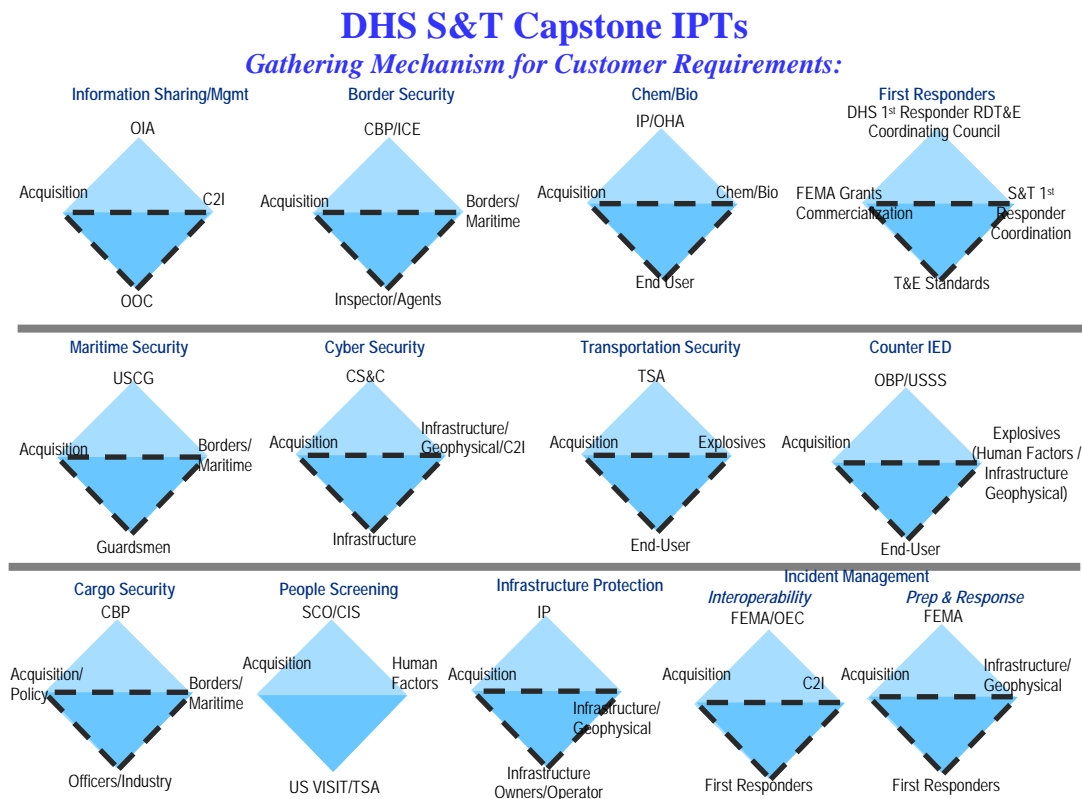 DHS S&T Capstone IPTs
Gathering Mechanism for Customer Requirements:
Information Sharing/Mgmt
OIA
Acquisition
C2I
OOC
Border Security
CBP/ICE
Acquisition
Borders/
Maritime
Inspector/Agents
Chem/Bio
IP/OHA
Acquisition
Chem/Bio
End User
First Responders
DHS 1st Responder RDT&E
Coordinating Council
FEMA Grants
Commercialization
S&T 1st
Responder
Coordination
T&E Standards
Maritime Security
USCG
Acquisition
Borders/
Maritime
Guardsmen
Cyber Security
CS&C
Acquisition
Infrastructure/
Geophysical/C2I
Infrastructure
Transportation Security
TSA
Acquisition
Explosives
End-User
Counter IED
OBP/USSS
Acquisition
Explosives
(Human Factors /
Infrastructure
Geophysical)
End-User
Cargo Security
CBP
Acquisition/
Policy
Borders/
Maritime
Officers/Industry
People Screening
SCO/CIS
Acquisition
Human
Factors
US VISIT/TSA
Infrastructure Protection
IP
Acquisition
Infrastructure/
Geophysical
Infrastructure
Owners/Operator
Incident Management
Interoperability
FEMA/OEC
Acquisition
C2I
First Responders
Prep & Response
FEMA
Acquisition
Infrastructure/
Geophysical
First Responders